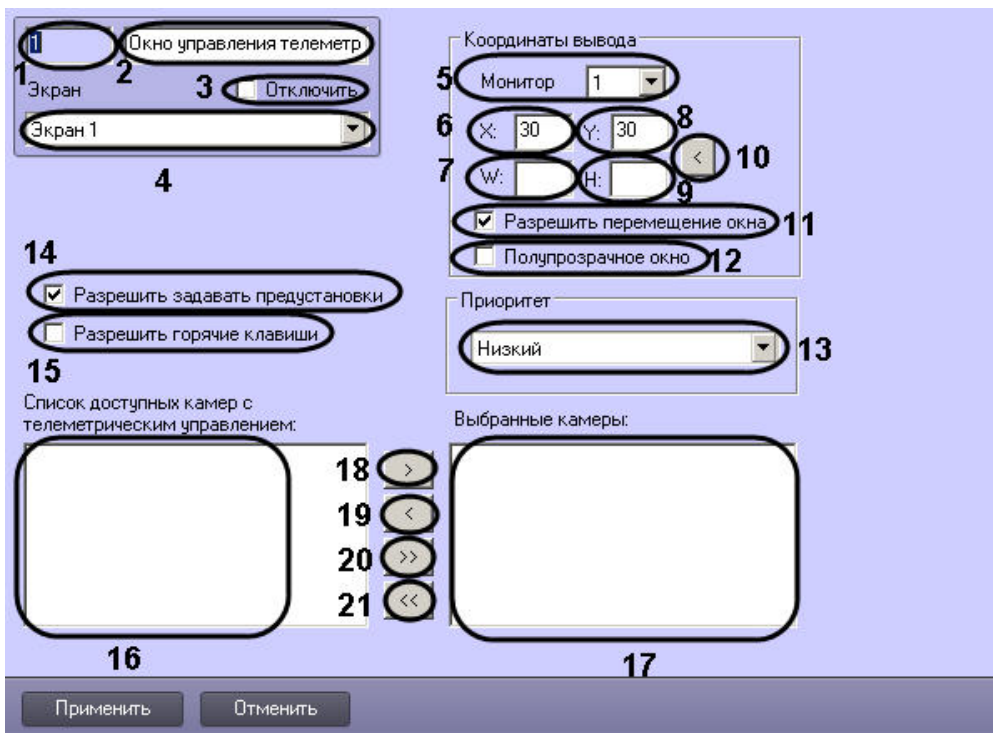 1 Окно управления телеметр
1 2
Экран 3 Отключить
Экран 1
4
Координаты вывода
5 Монитор 1
6 X: 30 Y: 30 8
7 W: H: 9 < 10
Разрешить перемещение окна 11
Полупрозрачное окно 12
14
Разрешить задавать предустановки
Разрешить горячие клавиши
15
Приоритет
Низкий 13
Список доступных камер с
телеметрическим управлением:
Выбранные камеры:
18 >
19 <
20 >>
21 <<
16
17
Применить Отменить